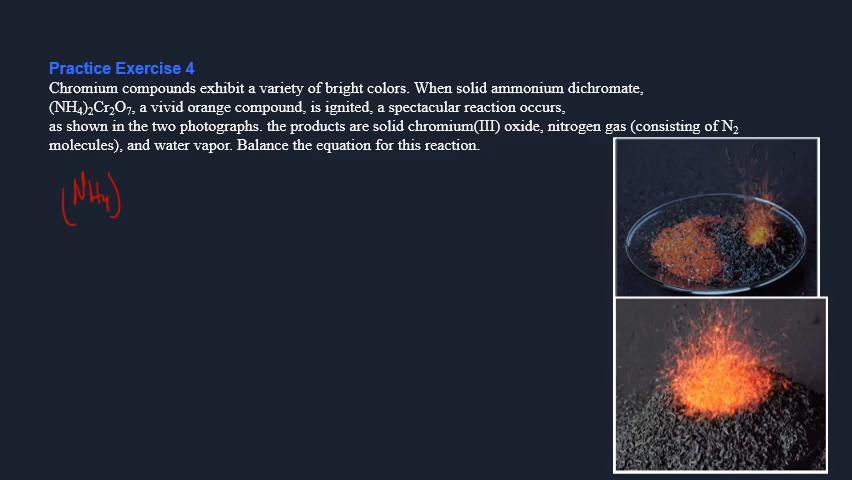 Practice Exercise 4
Chromium compounds exhibit a variety of bright colors. When solid ammonium dichromate,
(NH₄)₂Cr₂O₇, a vivid orange compound, is ignited, a spectacular reaction occurs,
as shown in the two photographs. the products are solid chromium(III) oxide, nitrogen gas (consisting of N₂
molecules), and water vapor. Balance the equation for this reaction.
(NH₄)